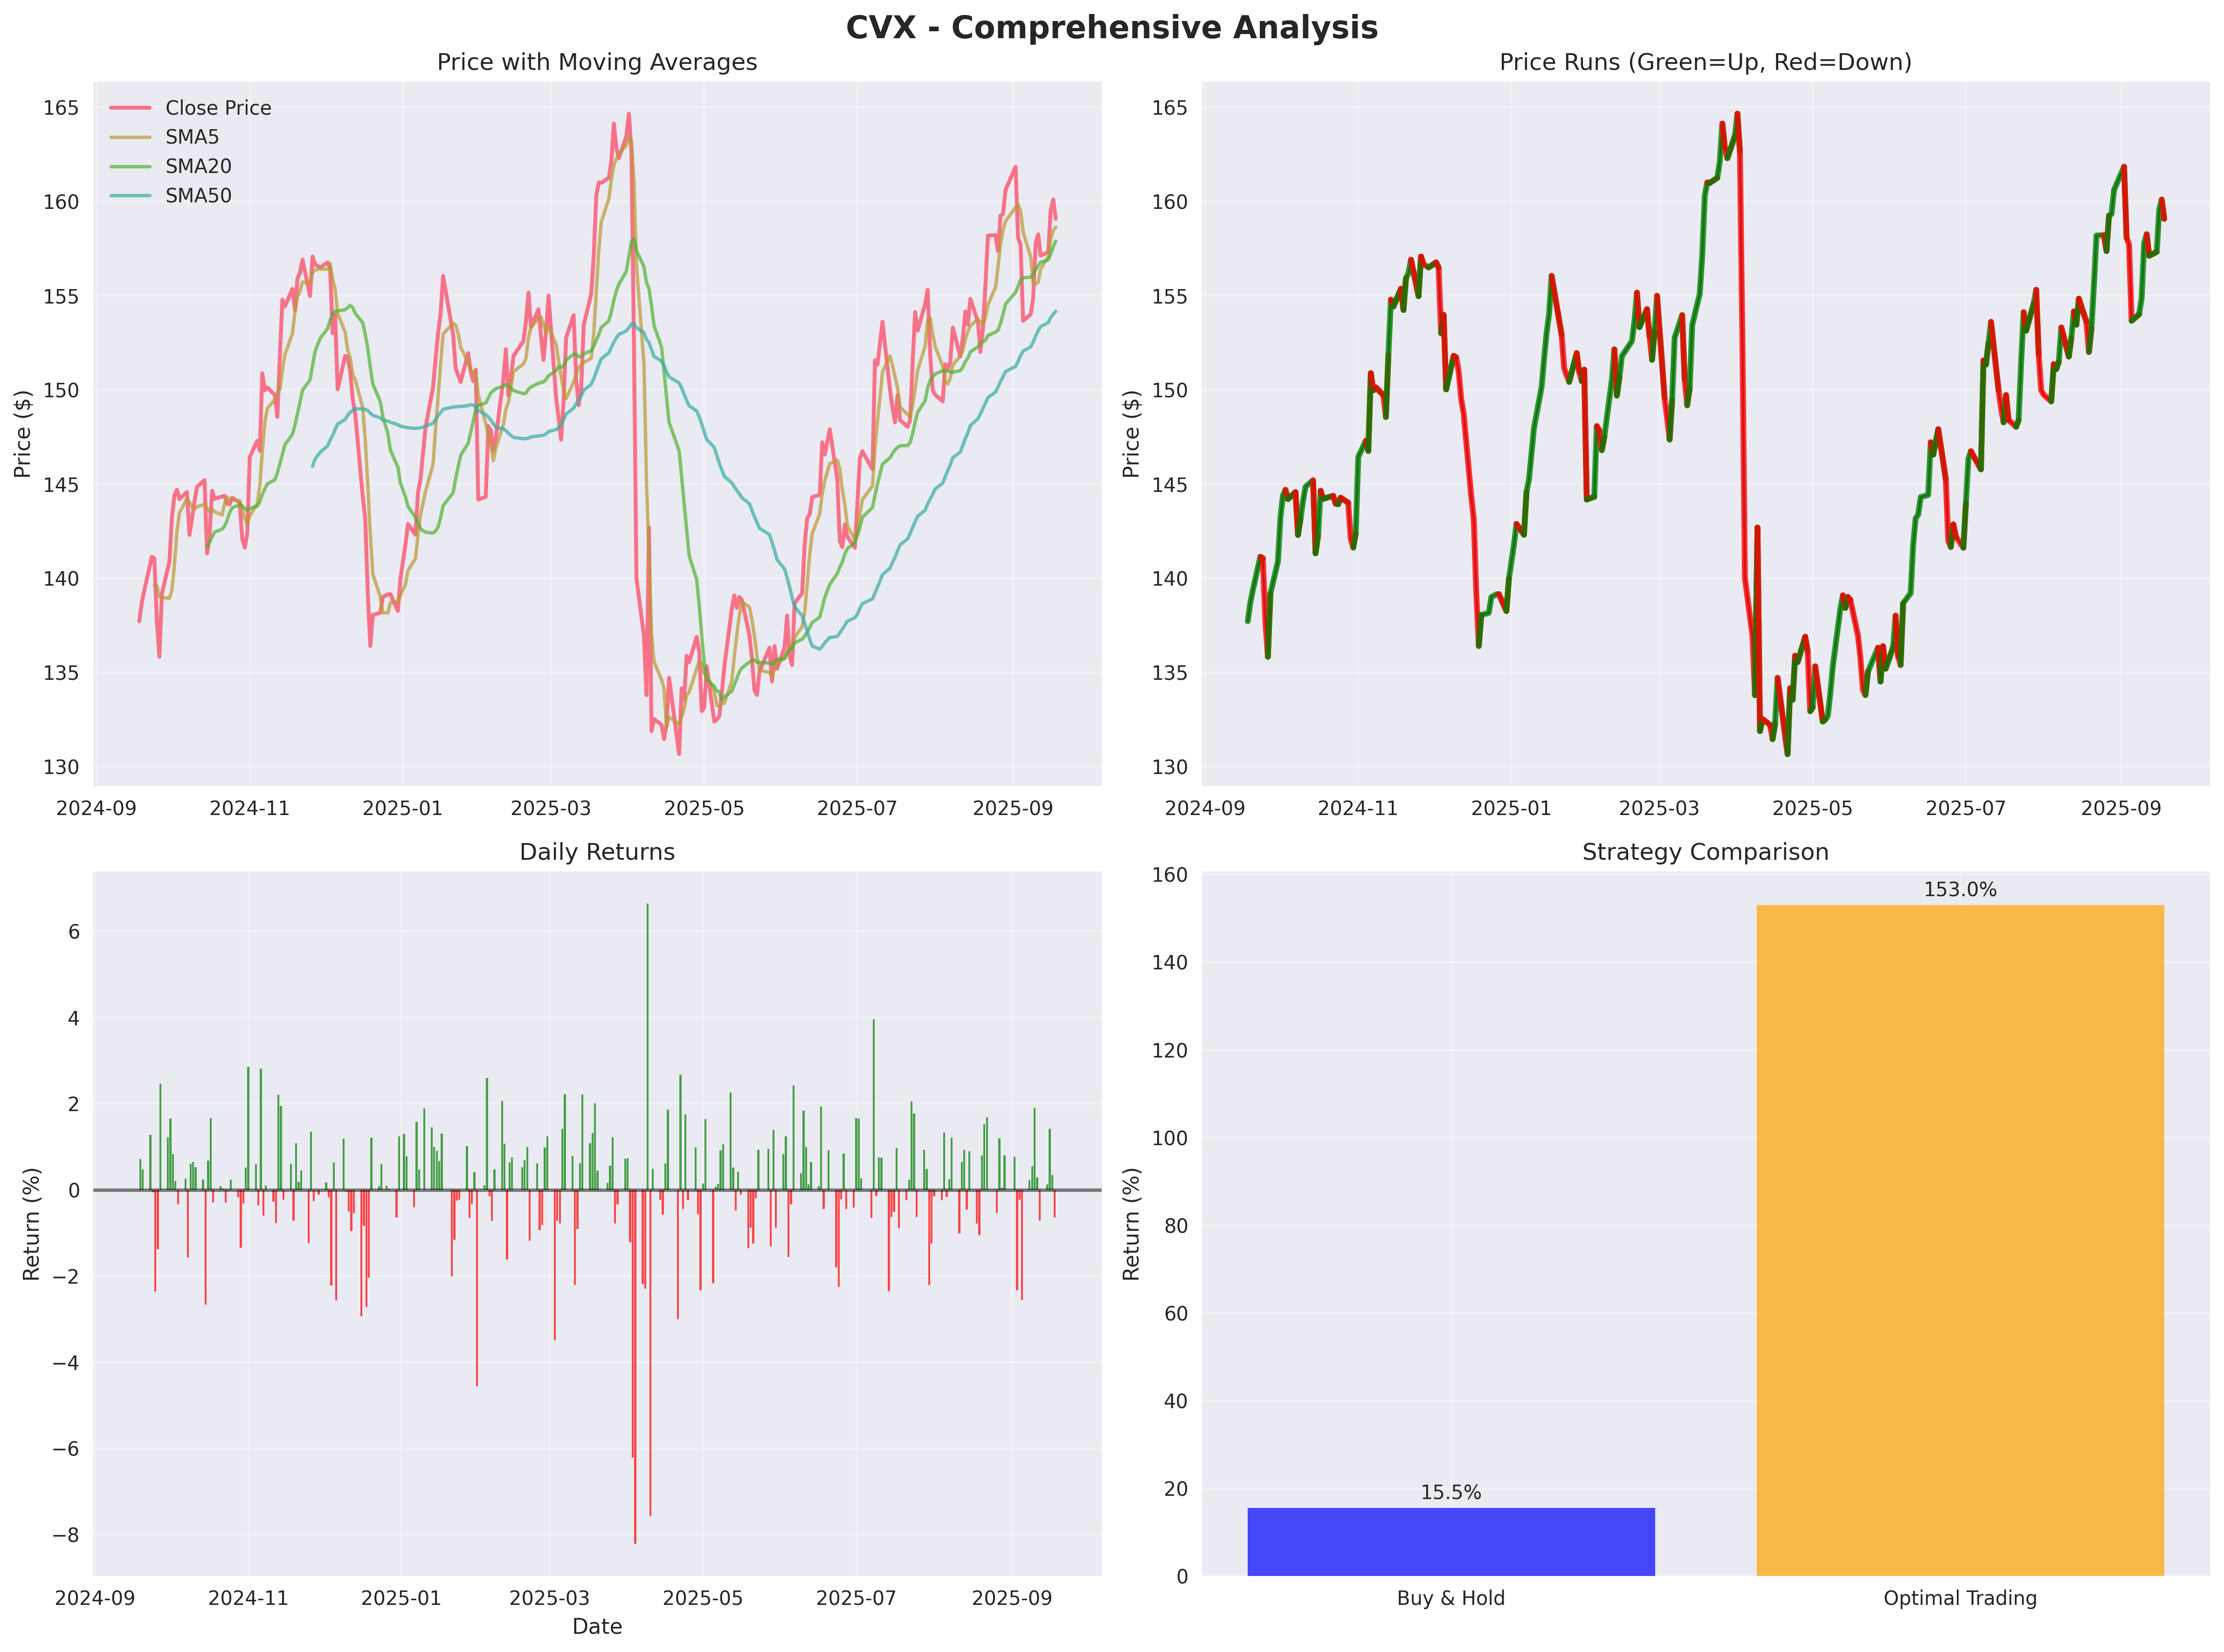 CVX - Comprehensive Analysis
Price with Moving Averages
Price ($)
165
160
155
150
145
140
135
130
Close Price
SMA5
SMA20
SMA50
2024-09 2024-11 2025-01 2025-03 2025-05 2025-07 2025-09
Price Runs (Green=Up, Red=Down)
Price ($)
165
160
155
150
145
140
135
130
2024-09 2024-11 2025-01 2025-03 2025-05 2025-07 2025-09
Daily Returns
Return (%)
6
4
2
0
−2
−4
−6
−8
2024-09 2024-11 2025-01 2025-03 2025-05 2025-07 2025-09
Date
Strategy Comparison
Return (%)
160
140
120
100
80
60
40
20
0
15.5%
153.0%
Buy & Hold Optimal Trading